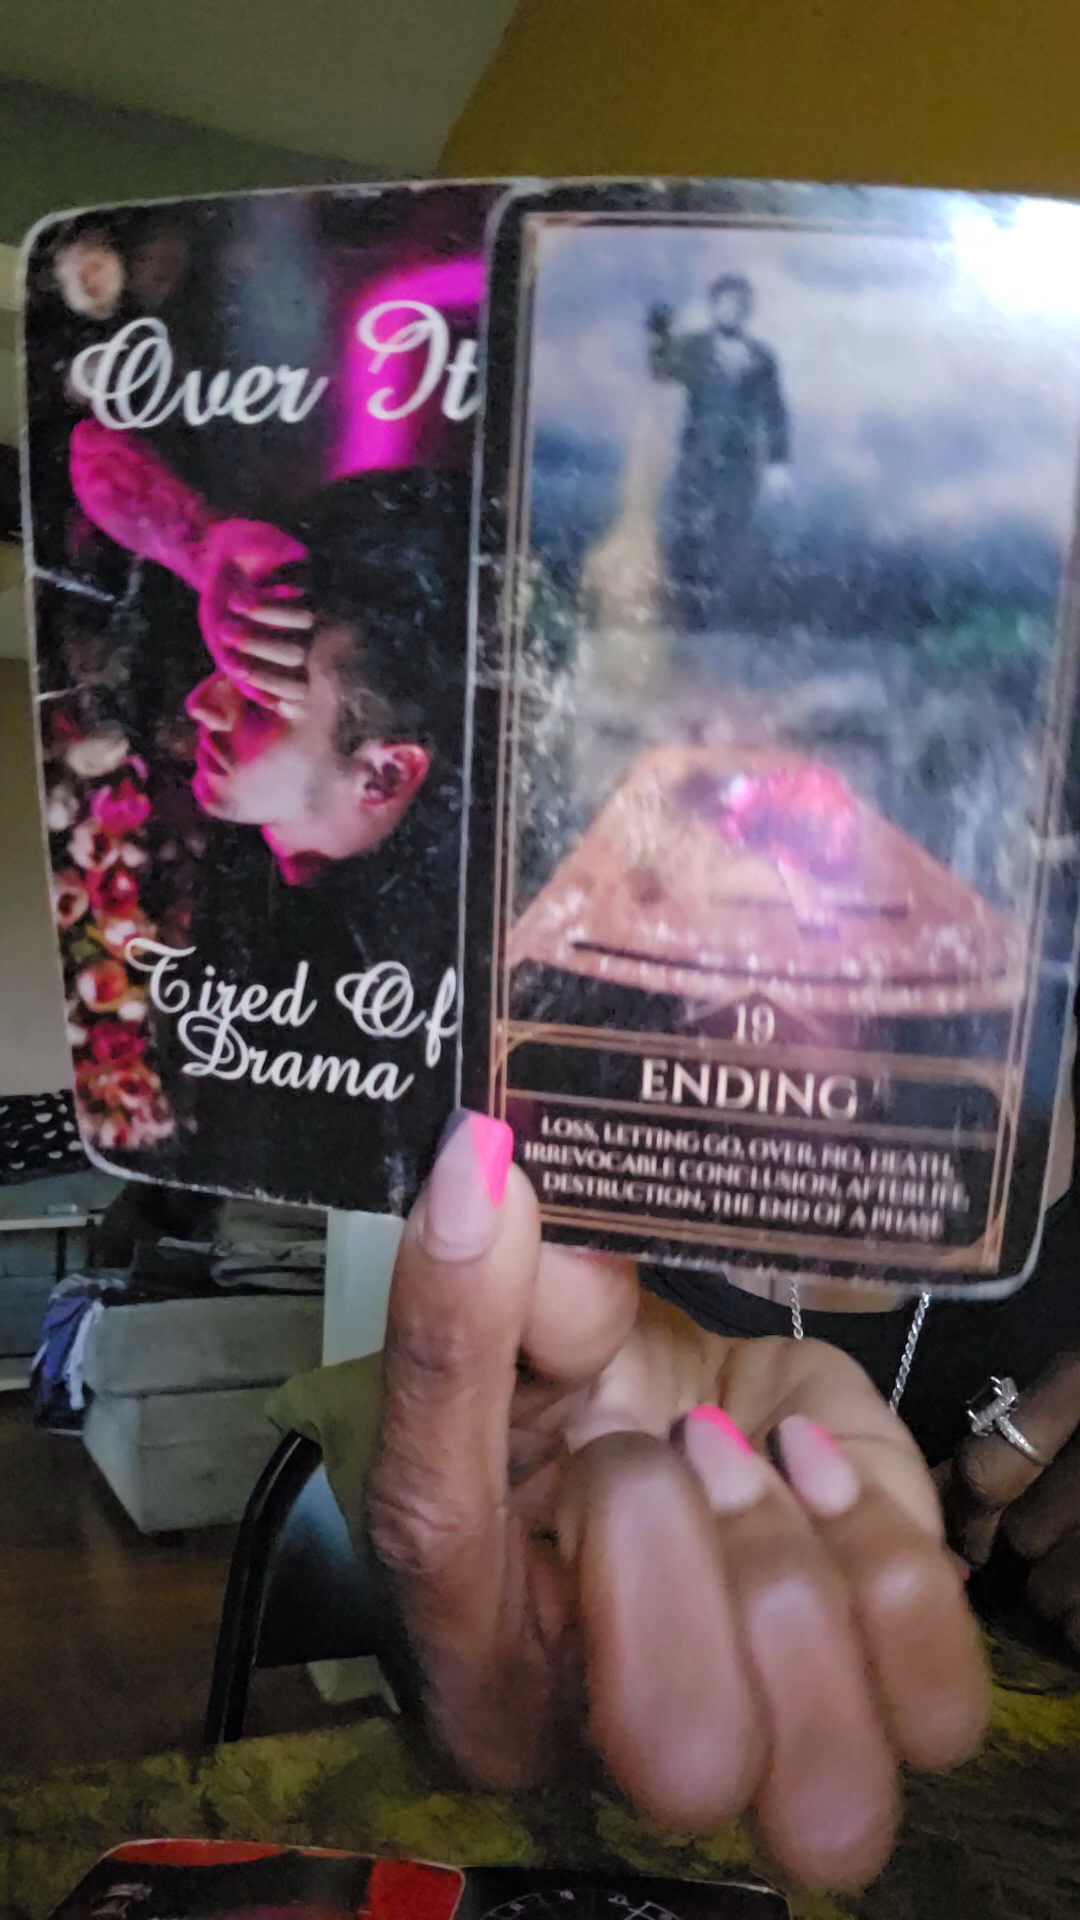 Over It
Tired Of
Drama
19
ENDING
LOSS, LETTING GO, OVER, NO, DEATH,
IRREVOCABLE CONCLUSION, AFTERLIFE,
DESTRUCTION, THE END OF A PHASE